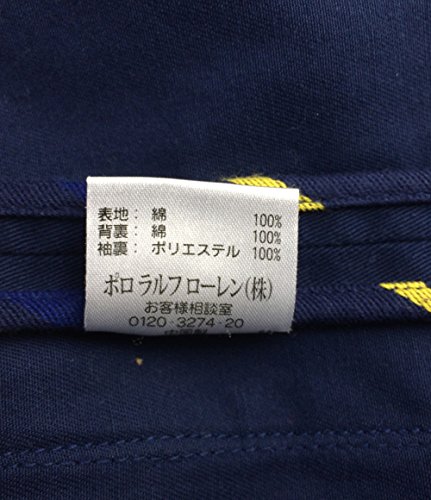 表地: 綿 100%
背裏: 綿 100%
袖裏: ポリエステル 100%
ポロ ラルフ ローレン(株)
お客様相談室
0120・3274・20